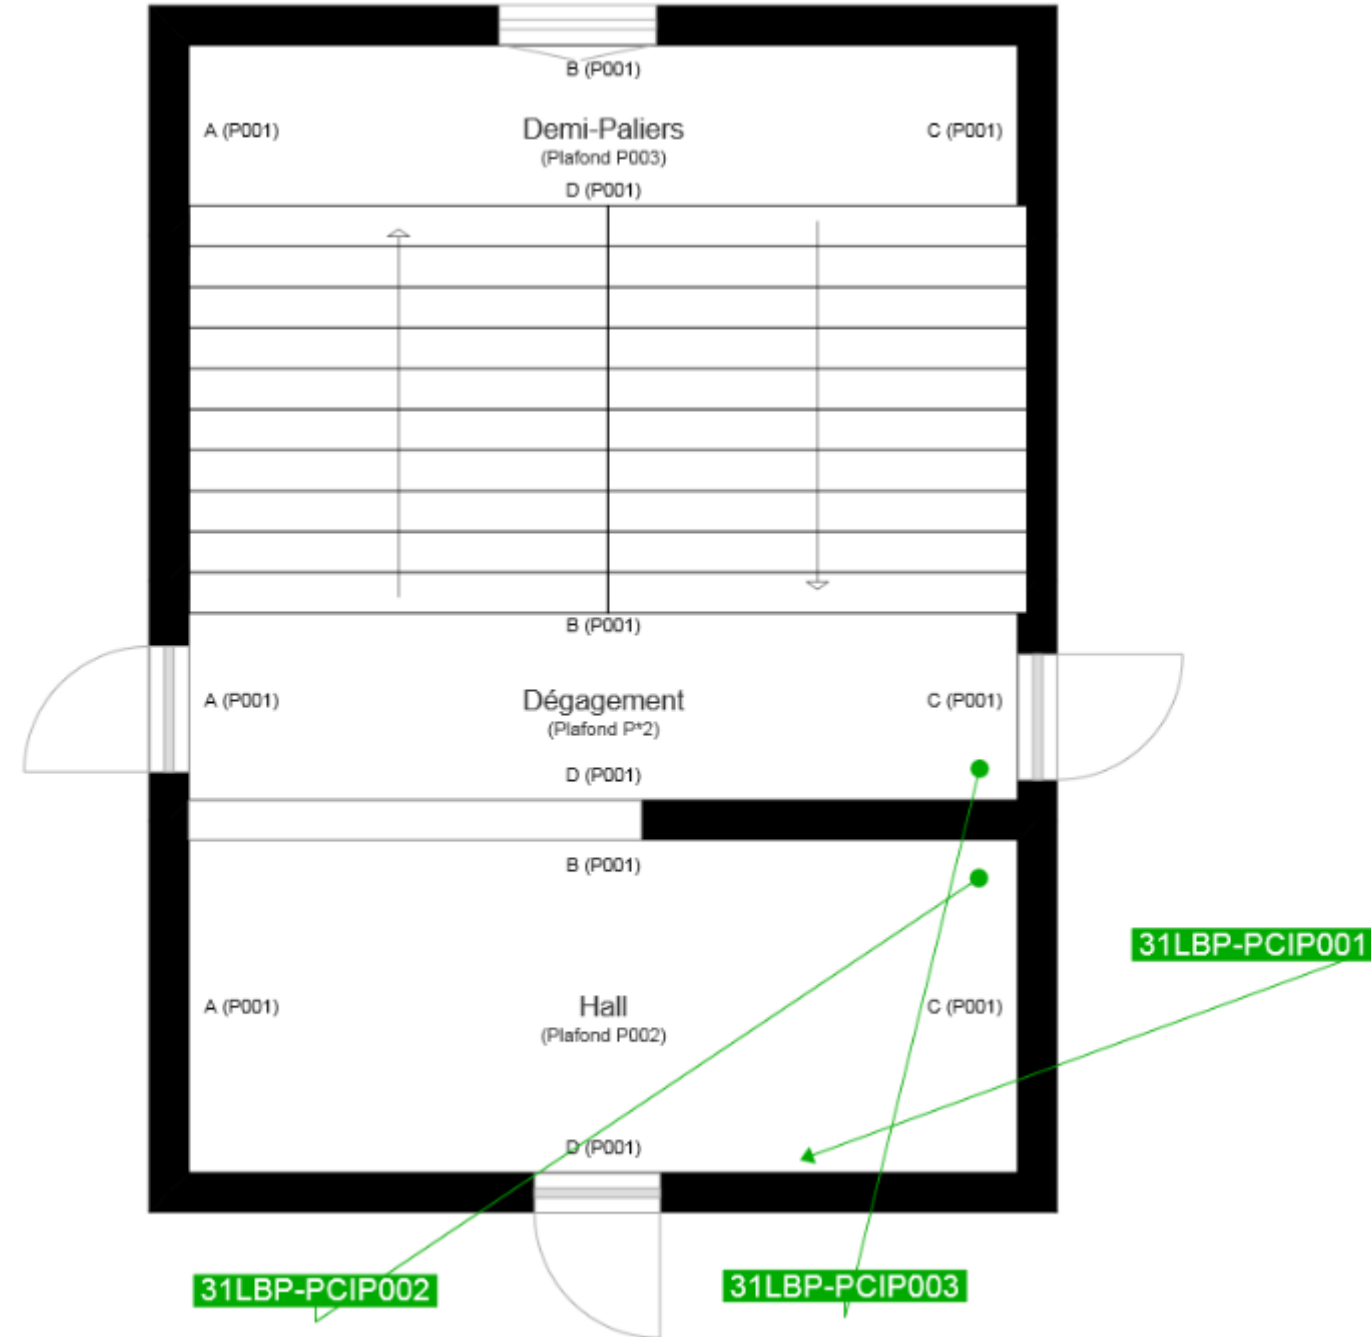 B (P001)
A (P001)
Demi-Paliers
C (P001)
(Plafond P003)
D (P001)
B (P001)
A (P001)
Dégagement
C (P001)
(Plafond P*2)
D (P001)
B (P001)
31LBP-PCIP001
A (P001)
Hall
C (P001)
(Plafond P002)
D (P001)
31LBP-PCIP002
31LBP-PCIP003